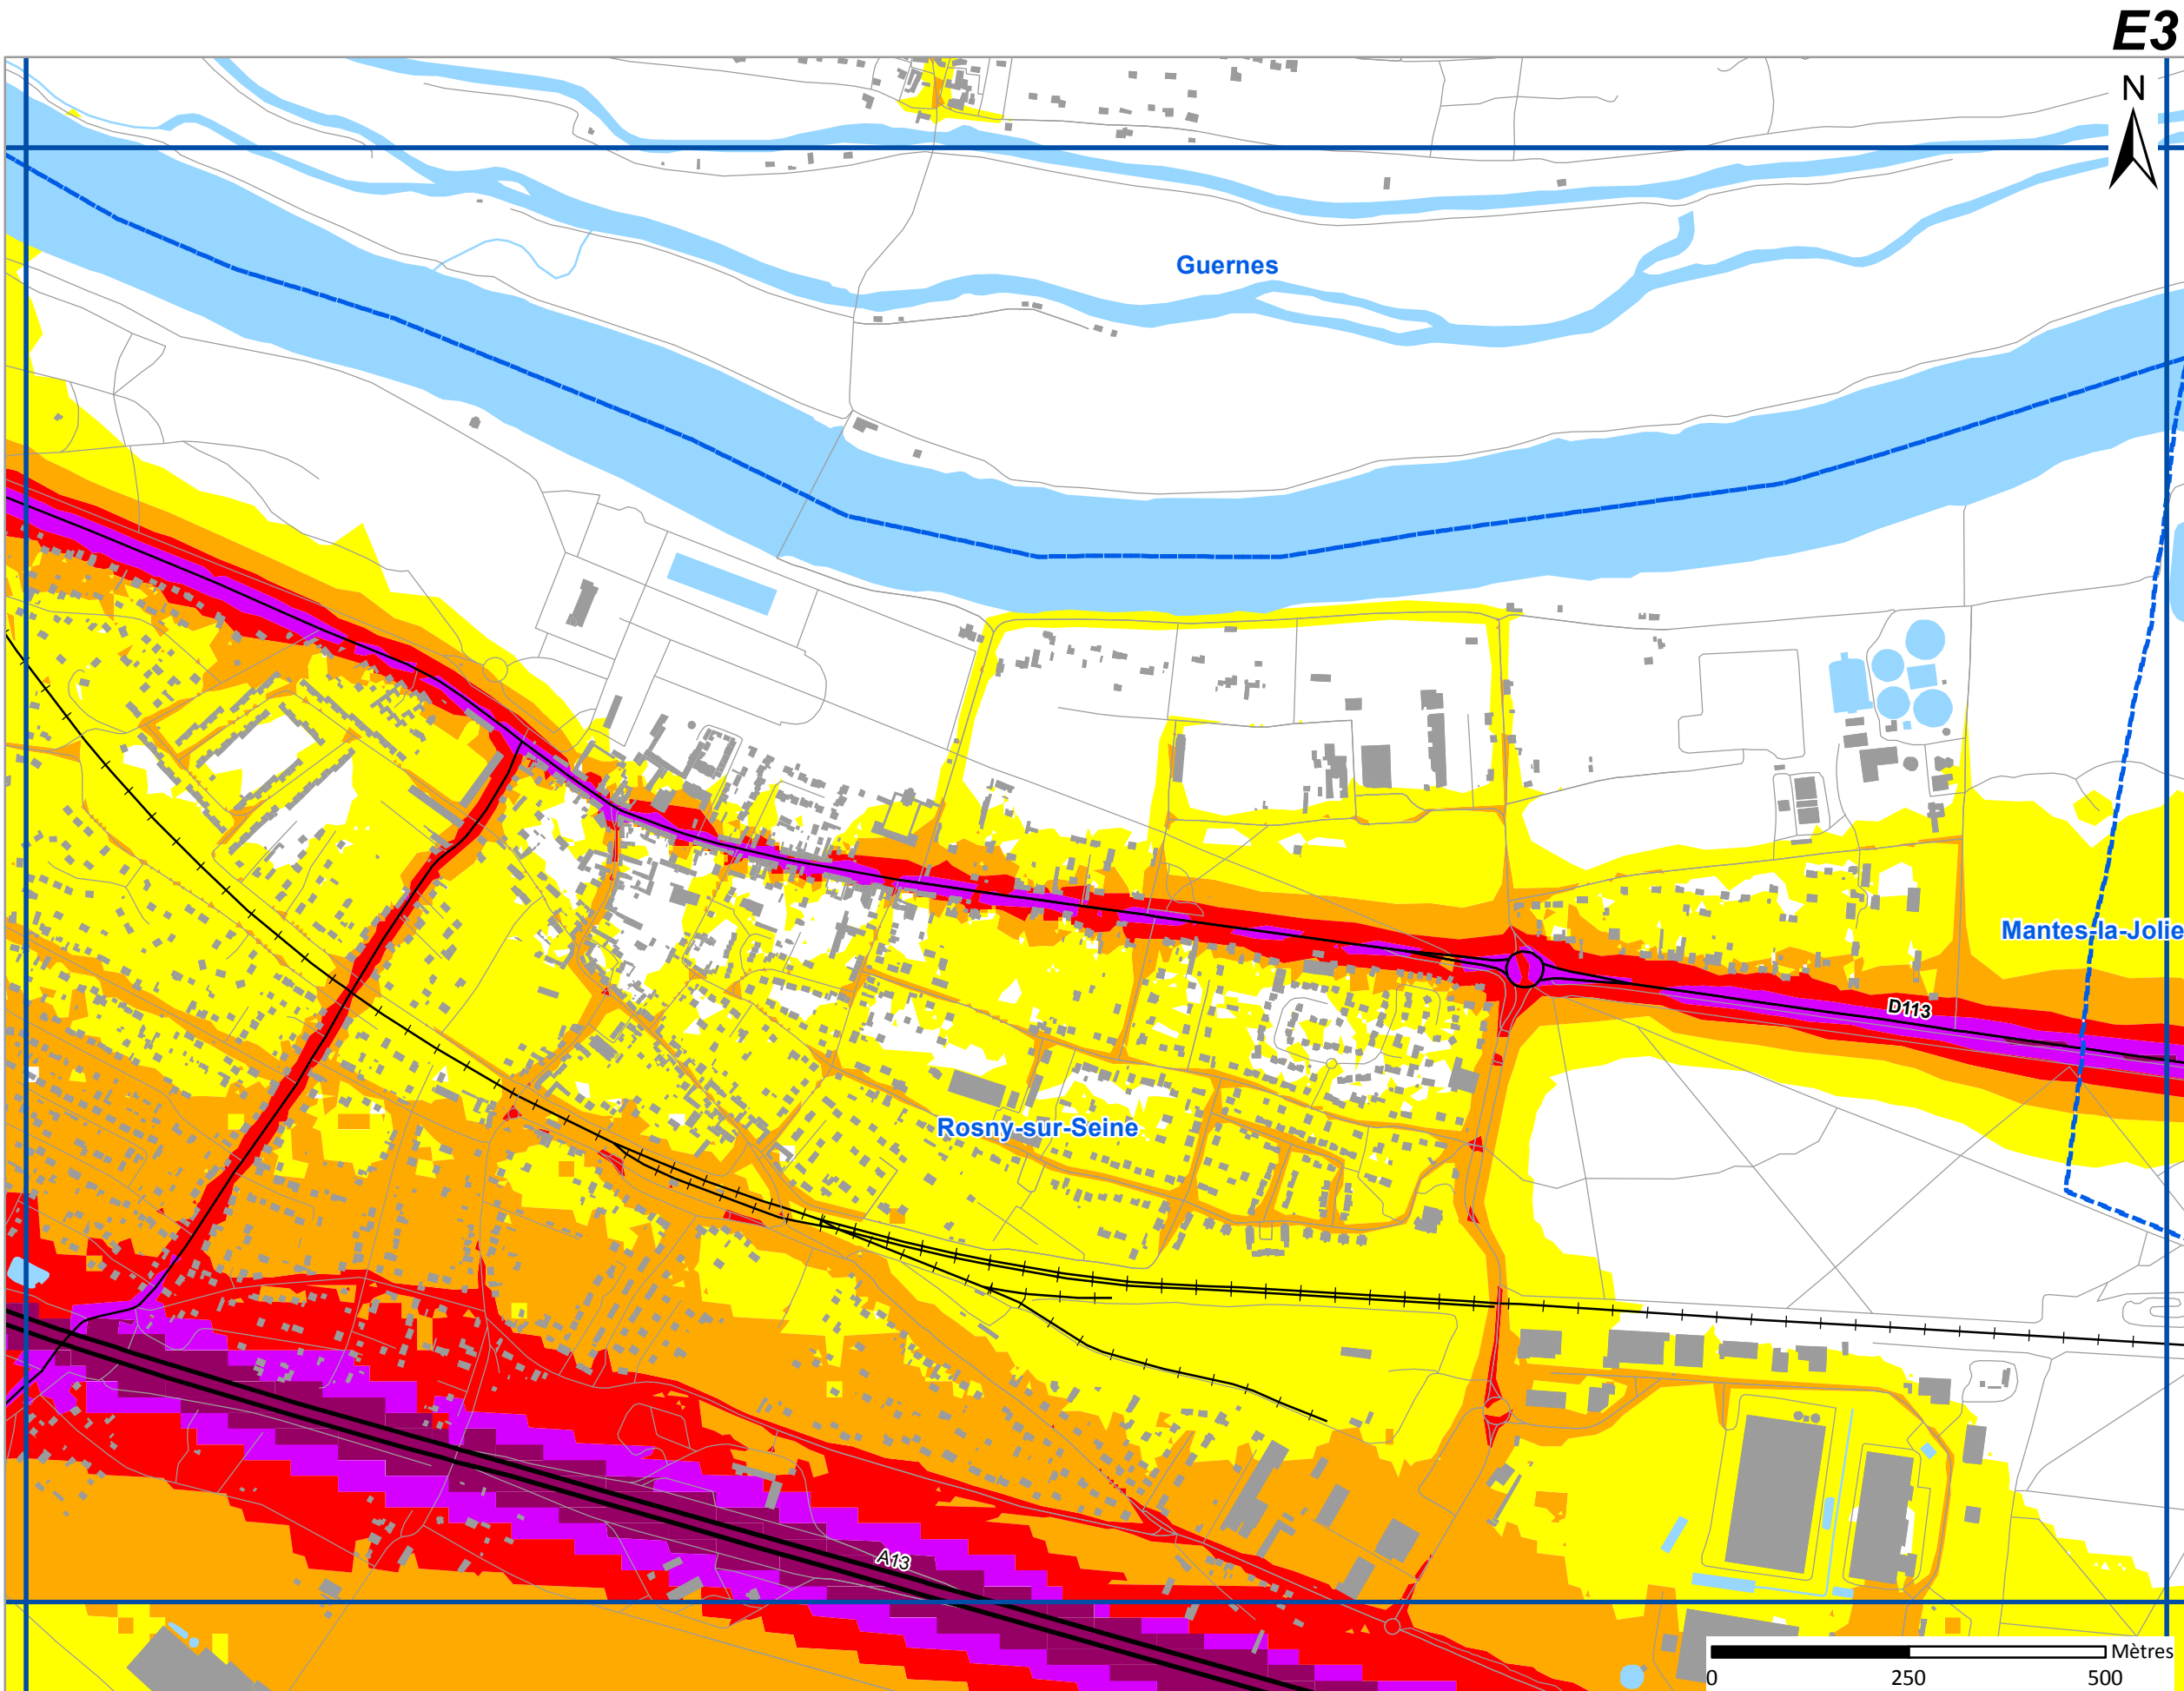 E3
N
Guernes
Mantes-la-Jolie
D113
Rosny-sur-Seine
A13
Mètres
0 250 500